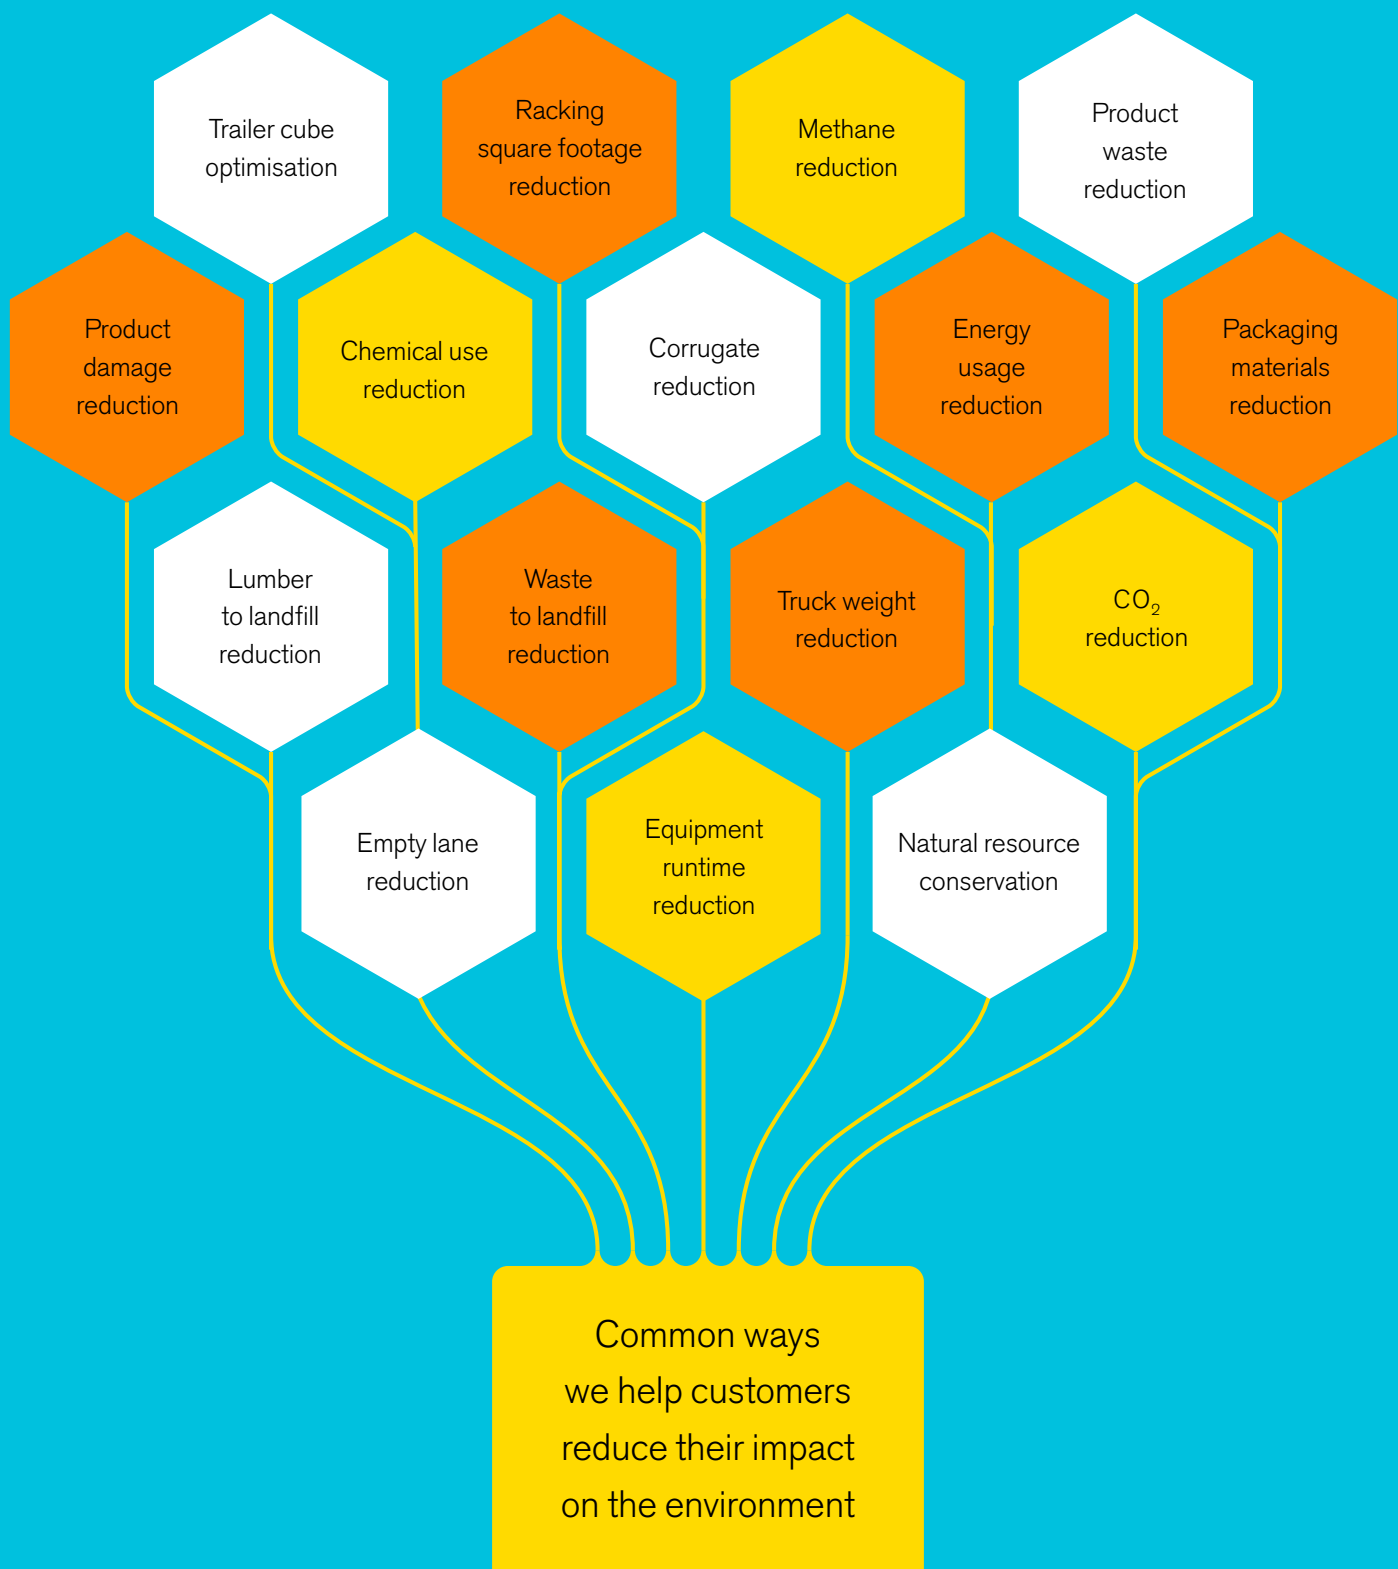 Trailer cube
optimisation
Racking
square footage
reduction
Methane
reduction
Product
waste
reduction
Product
damage
reduction
Chemical use
reduction
Corrugate
reduction
Energy
usage
reduction
Packaging
materials
reduction
Lumber
to landfill
reduction
Waste
to landfill
reduction
Truck weight
reduction
CO₂
reduction
Empty lane
reduction
Equipment
runtime
reduction
Natural resource
conservation
Common ways
we help customers
reduce their impact
on the environment